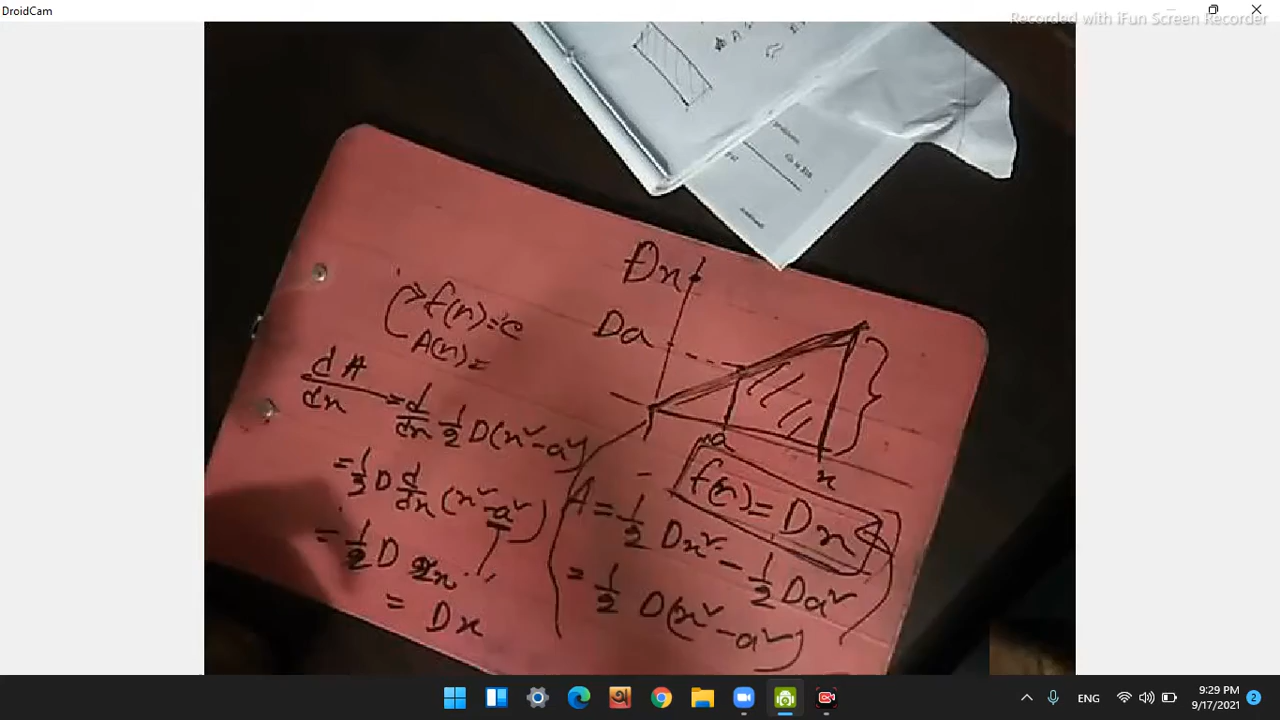 DroidCam
Recorded with iFun Screen Recorder
problem.
Dx
Da
f(x) = c
A(x) =
dA/dx = d/dx 1/2 D(x² - a²)
= 1/2 D d/dx (x² - a²)
= 1/2 D 2x
= Dx
a
x
f(x) = Dx
A = 1/2 Dx² - 1/2 Da²
= 1/2 D(x² - a²)
ENG
9:29 PM
9/17/2021
2